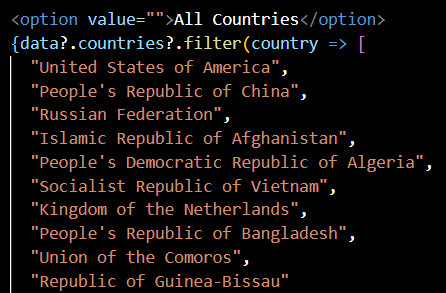 <option value="">All Countries</option>
{data?.countries?.filter(country => [
"United States of America",
"People's Republic of China",
"Russian Federation",
"Islamic Republic of Afghanistan",
"People's Democratic Republic of Algeria",
"Socialist Republic of Vietnam",
"Kingdom of the Netherlands",
"People's Republic of Bangladesh",
"Union of the Comoros",
"Republic of Guinea-Bissau"